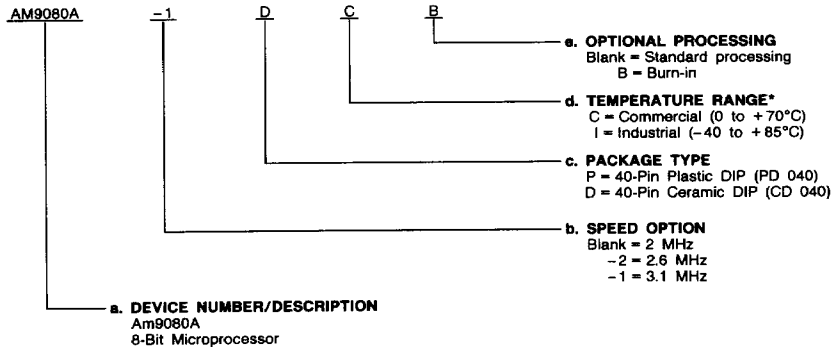 AM9080A -1 D C B
e. OPTIONAL PROCESSING
Blank = Standard processing
B = Burn-in
d. TEMPERATURE RANGE*
C = Commercial (0 to +70°C)
I = Industrial (-40 to +85°C)
c. PACKAGE TYPE
P = 40-Pin Plastic DIP (PD 040)
D = 40-Pin Ceramic DIP (CD 040)
b. SPEED OPTION
Blank = 2 MHz
-2 = 2.6 MHz
-1 = 3.1 MHz
a. DEVICE NUMBER/DESCRIPTION
Am9080A
8-Bit Microprocessor